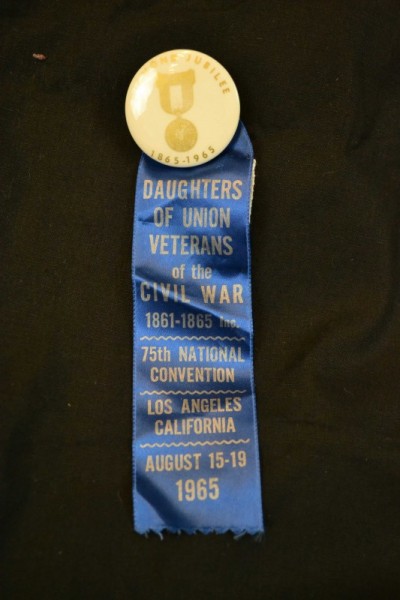 JUBILEE
1865-1965
DAUGHTERS
OF UNION
VETERANS
of the
CIVIL WAR
1861-1865 Inc.
75th NATIONAL
CONVENTION
LOS ANGELES
CALIFORNIA
AUGUST 15-19
1965